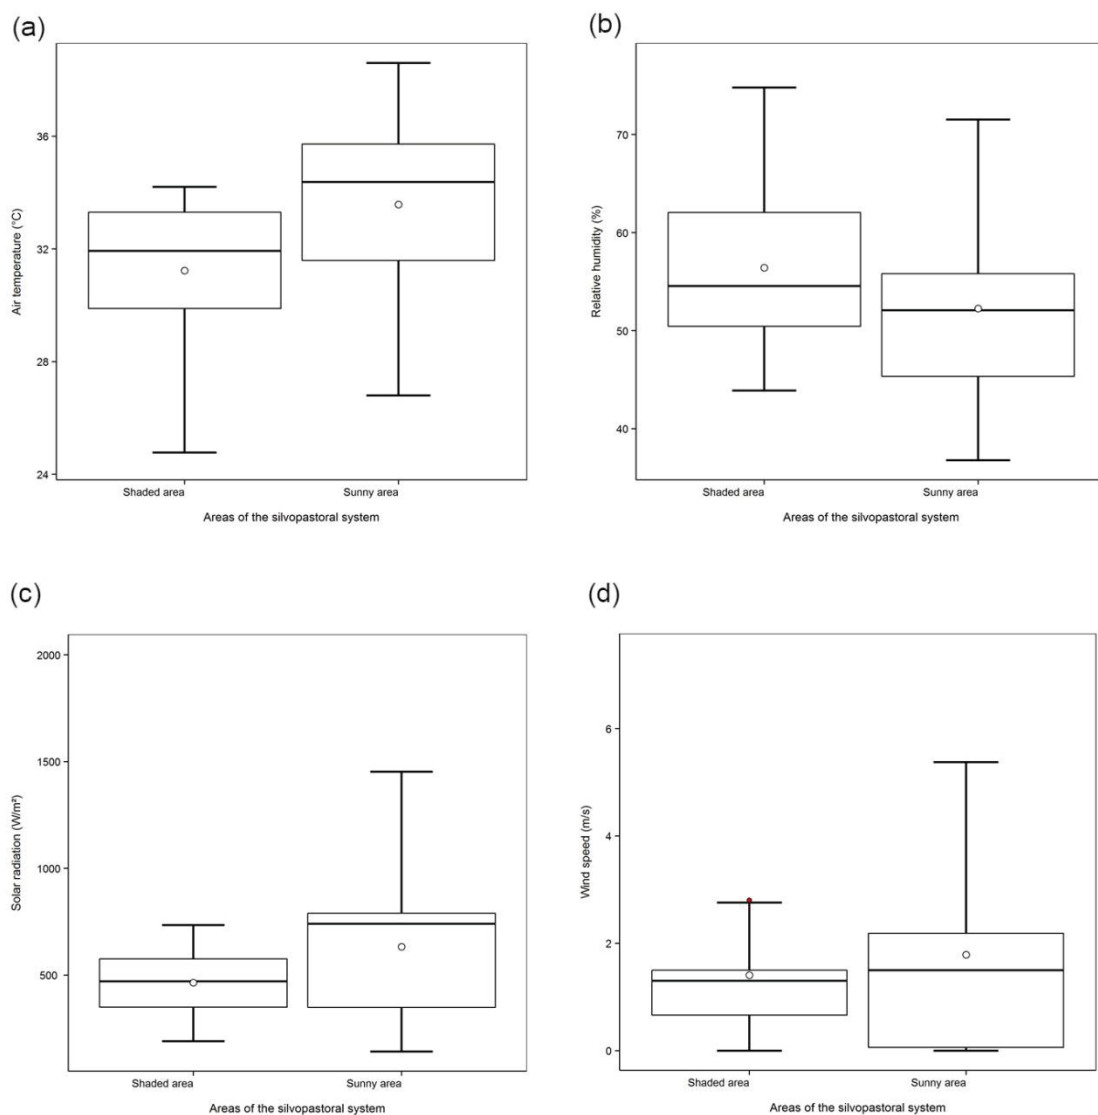 (a)
Air temperature (°C)
36
32
28
24
Shaded area
Sunny area
Areas of the silvopastoral system
(b)
Relative humidity (%)
70
60
50
40
Shaded area
Sunny area
Areas of the silvopastoral system
(c)
Solar radiation (W/m²)
2000
1500
1000
500
Shaded area
Sunny area
Areas of the silvopastoral system
(d)
Wind speed (m/s)
6
4
2
0
Shaded area
Sunny area
Areas of the silvopastoral system